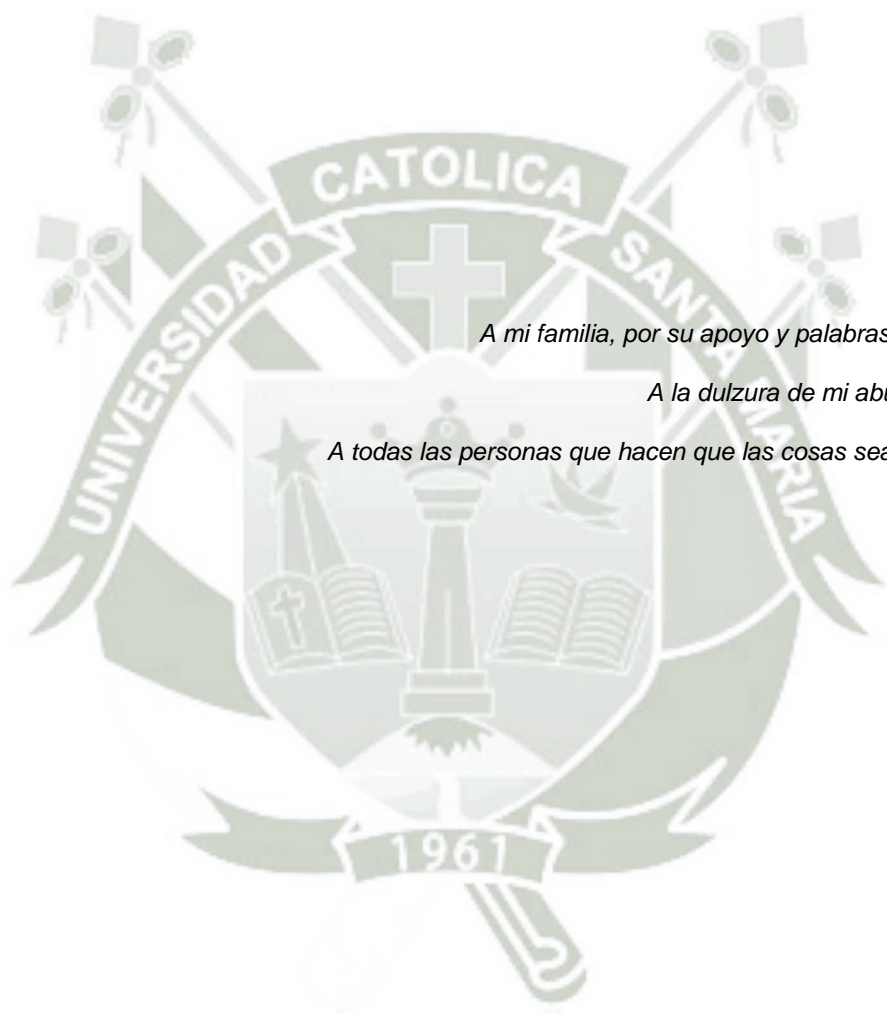 CATOLICA
UNIVERSIDAD
SANTA MARIA
A mi familia, por su apoyo y palabras
A la dulzura de mi
A todas las personas que hacen que las cosas
1961